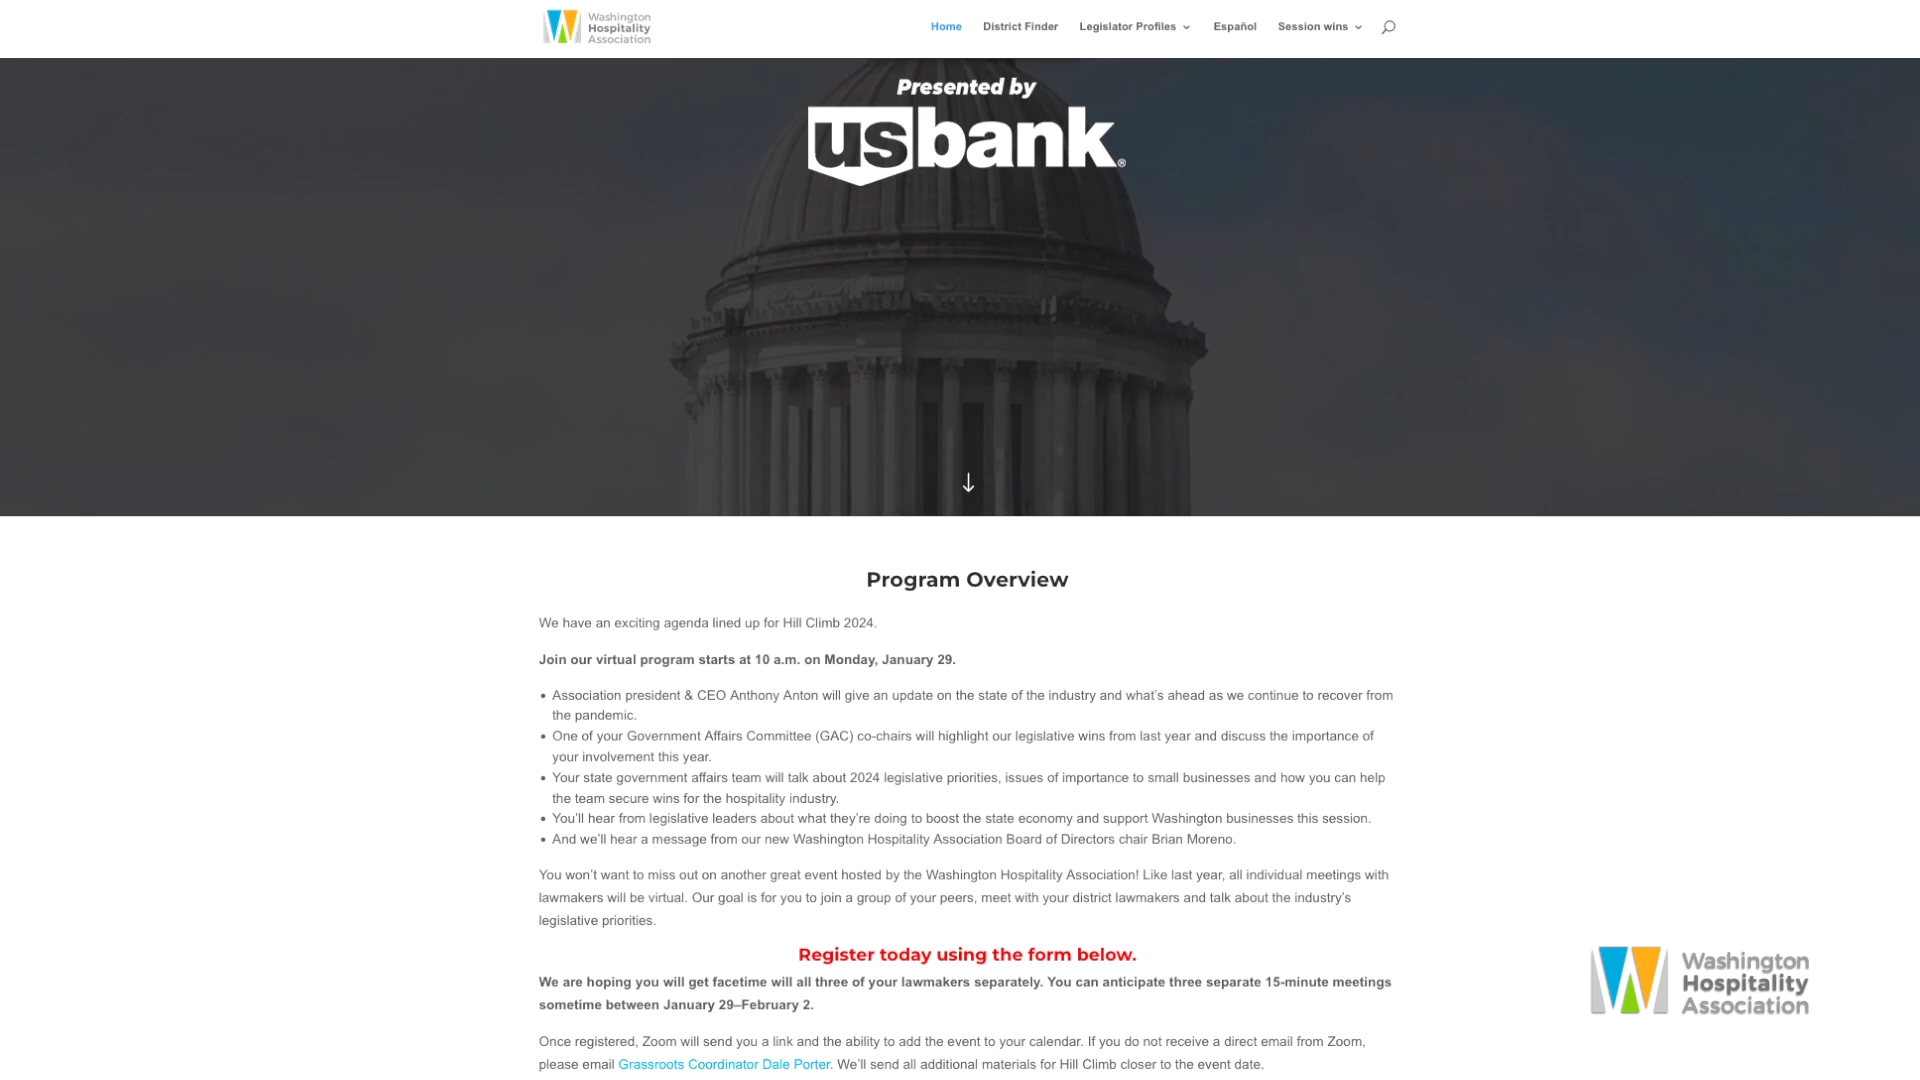 Washington
Hospitality
Association
Home District Finder Legislator Profiles Español Session wins
Presented by
usbank®
Program Overview
We have an exciting agenda lined up for Hill Climb 2024.
Join our virtual program starts at 10 a.m. on Monday, January 29.
• Association president & CEO Anthony Anton will give an update on the state of the industry and what's ahead as we continue to recover from
the pandemic.
• One of your Government Affairs Committee (GAC) co-chairs will highlight our legislative wins from last year and discuss the importance of
your involvement this year.
• Your state government affairs team will talk about 2024 legislative priorities, issues of importance to small businesses and how you can help
the team secure wins for the hospitality industry.
• You'll hear from legislative leaders about what they're doing to boost the state economy and support Washington businesses this session.
• And we'll hear a message from our new Washington Hospitality Association Board of Directors chair Brian Moreno.
You won't want to miss out on another great event hosted by the Washington Hospitality Association! Like last year, all individual meetings with
lawmakers will be virtual. Our goal is for you to join a group of your peers, meet with your district lawmakers and talk about the industry's
legislative priorities.
Register today using the form below.
We are hoping you will get facetime will all three of your lawmakers separately. You can anticipate three separate 15-minute meetings
sometime between January 29–February 2.
Once registered, Zoom will send you a link and the ability to add the event to your calendar. If you do not receive a direct email from Zoom,
please email Grassroots Coordinator Dale Porter. We'll send all additional materials for Hill Climb closer to the event date.
Washington
Hospitality
Association